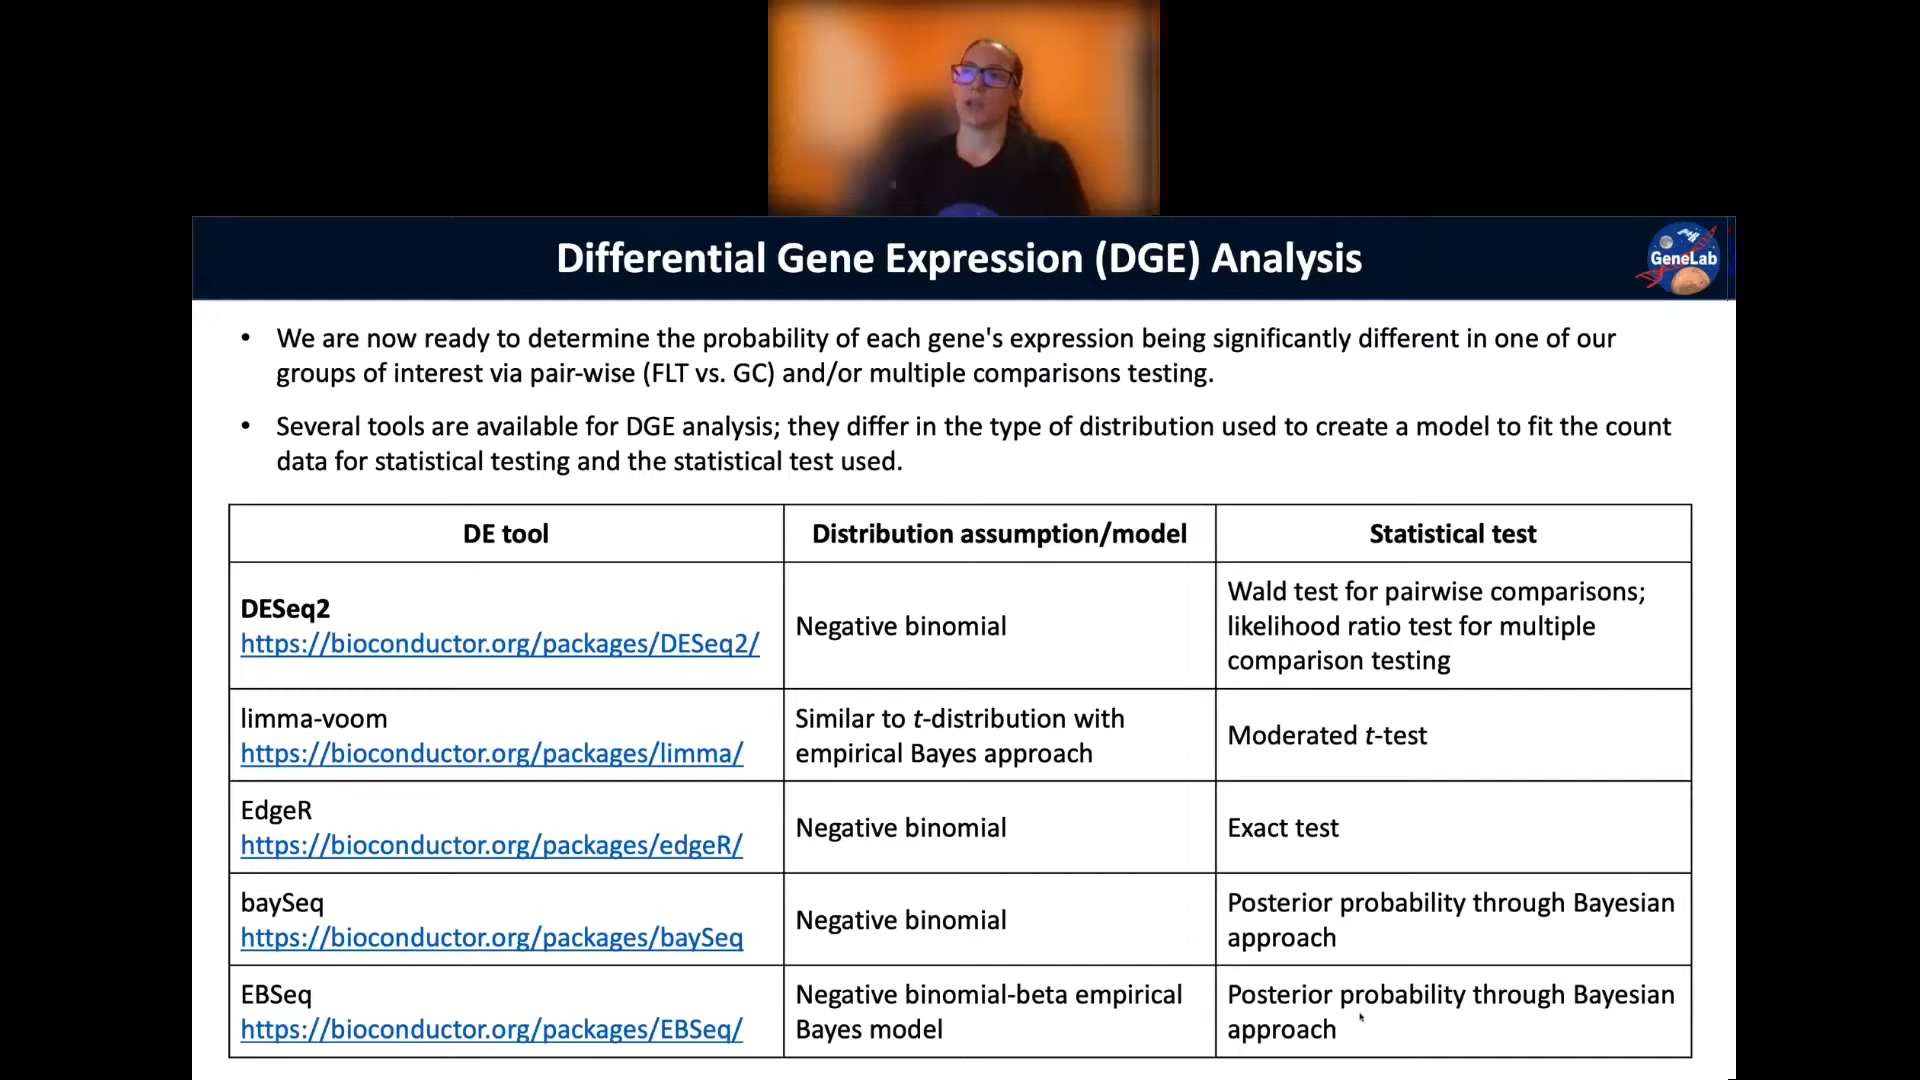 Differential Gene Expression (DGE) Analysis
GeneLab
• We are now ready to determine the probability of each gene's expression being significantly different in one of our
groups of interest via pair-wise (FLT vs. GC) and/or multiple comparisons testing.
• Several tools are available for DGE analysis; they differ in the type of distribution used to create a model to fit the count
data for statistical testing and the statistical test used.
DE tool
Distribution assumption/model
Statistical test
DESeq2
https://bioconductor.org/packages/DESeq2/
Negative binomial
Wald test for pairwise comparisons;
likelihood ratio test for multiple
comparison testing
limma-voom
https://bioconductor.org/packages/limma/
Similar to t-distribution with
empirical Bayes approach
Moderated t-test
EdgeR
https://bioconductor.org/packages/edgeR/
Negative binomial
Exact test
baySeq
https://bioconductor.org/packages/baySeq
Negative binomial
Posterior probability through Bayesian
approach
EBSeq
https://bioconductor.org/packages/EBSeq/
Negative binomial-beta empirical
Bayes model
Posterior probability through Bayesian
approach